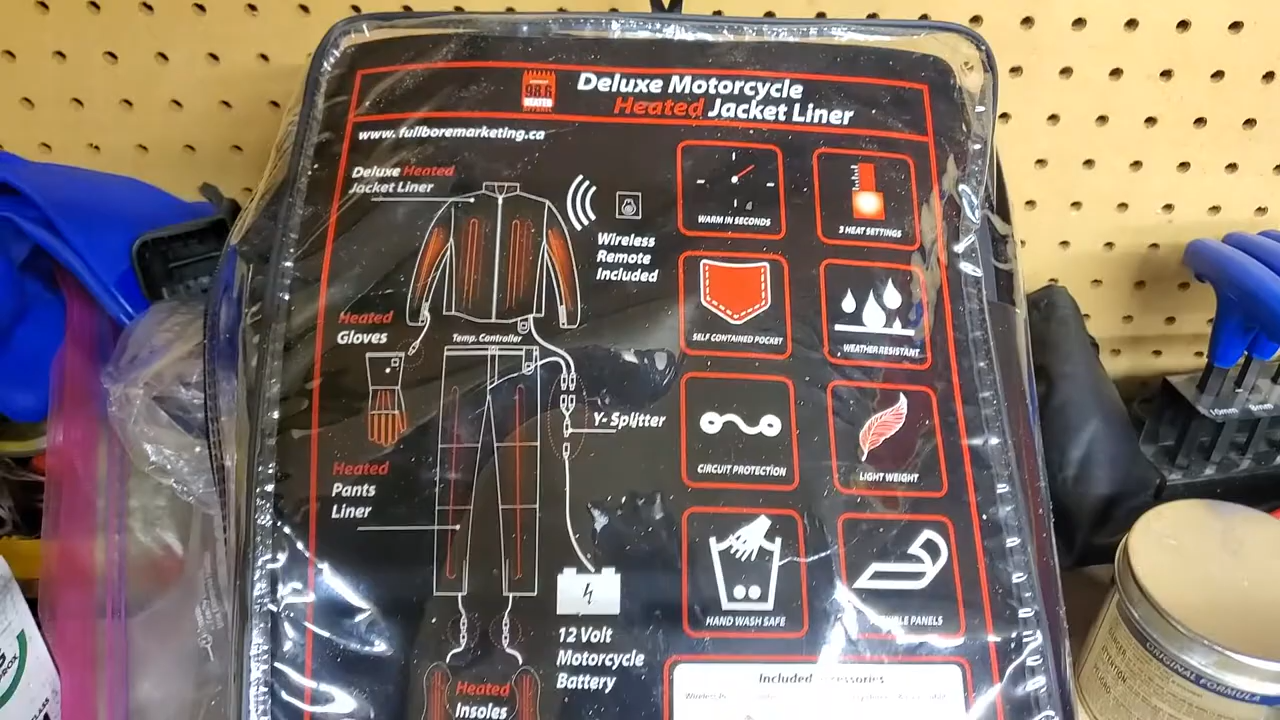 98.6
HEATED
Deluxe Motorcycle
Heated Jacket Liner
www.fullboremarketing.ca
Deluxe Heated
Jacket Liner
Wireless
Remote
Included
Heated
Gloves
Temp. Controller
Y-Splitter
Heated
Pants
Liner
12 Volt
Motorcycle
Battery
Heated
Insoles
WARM IN SECONDS
3 HEAT SETTINGS
SELF CONTAINED POCKET
WEATHER RESISTANT
CIRCUIT PROTECTION
LIGHT WEIGHT
HAND WASH SAFE
PANELS
Included
10mm
8mm
ORIGINAL FORMULA